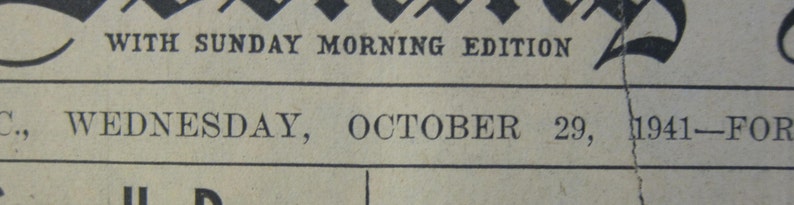 WITH SUNDAY MORNING EDITION
C., WEDNESDAY, OCTOBER 29, 1941—FOR